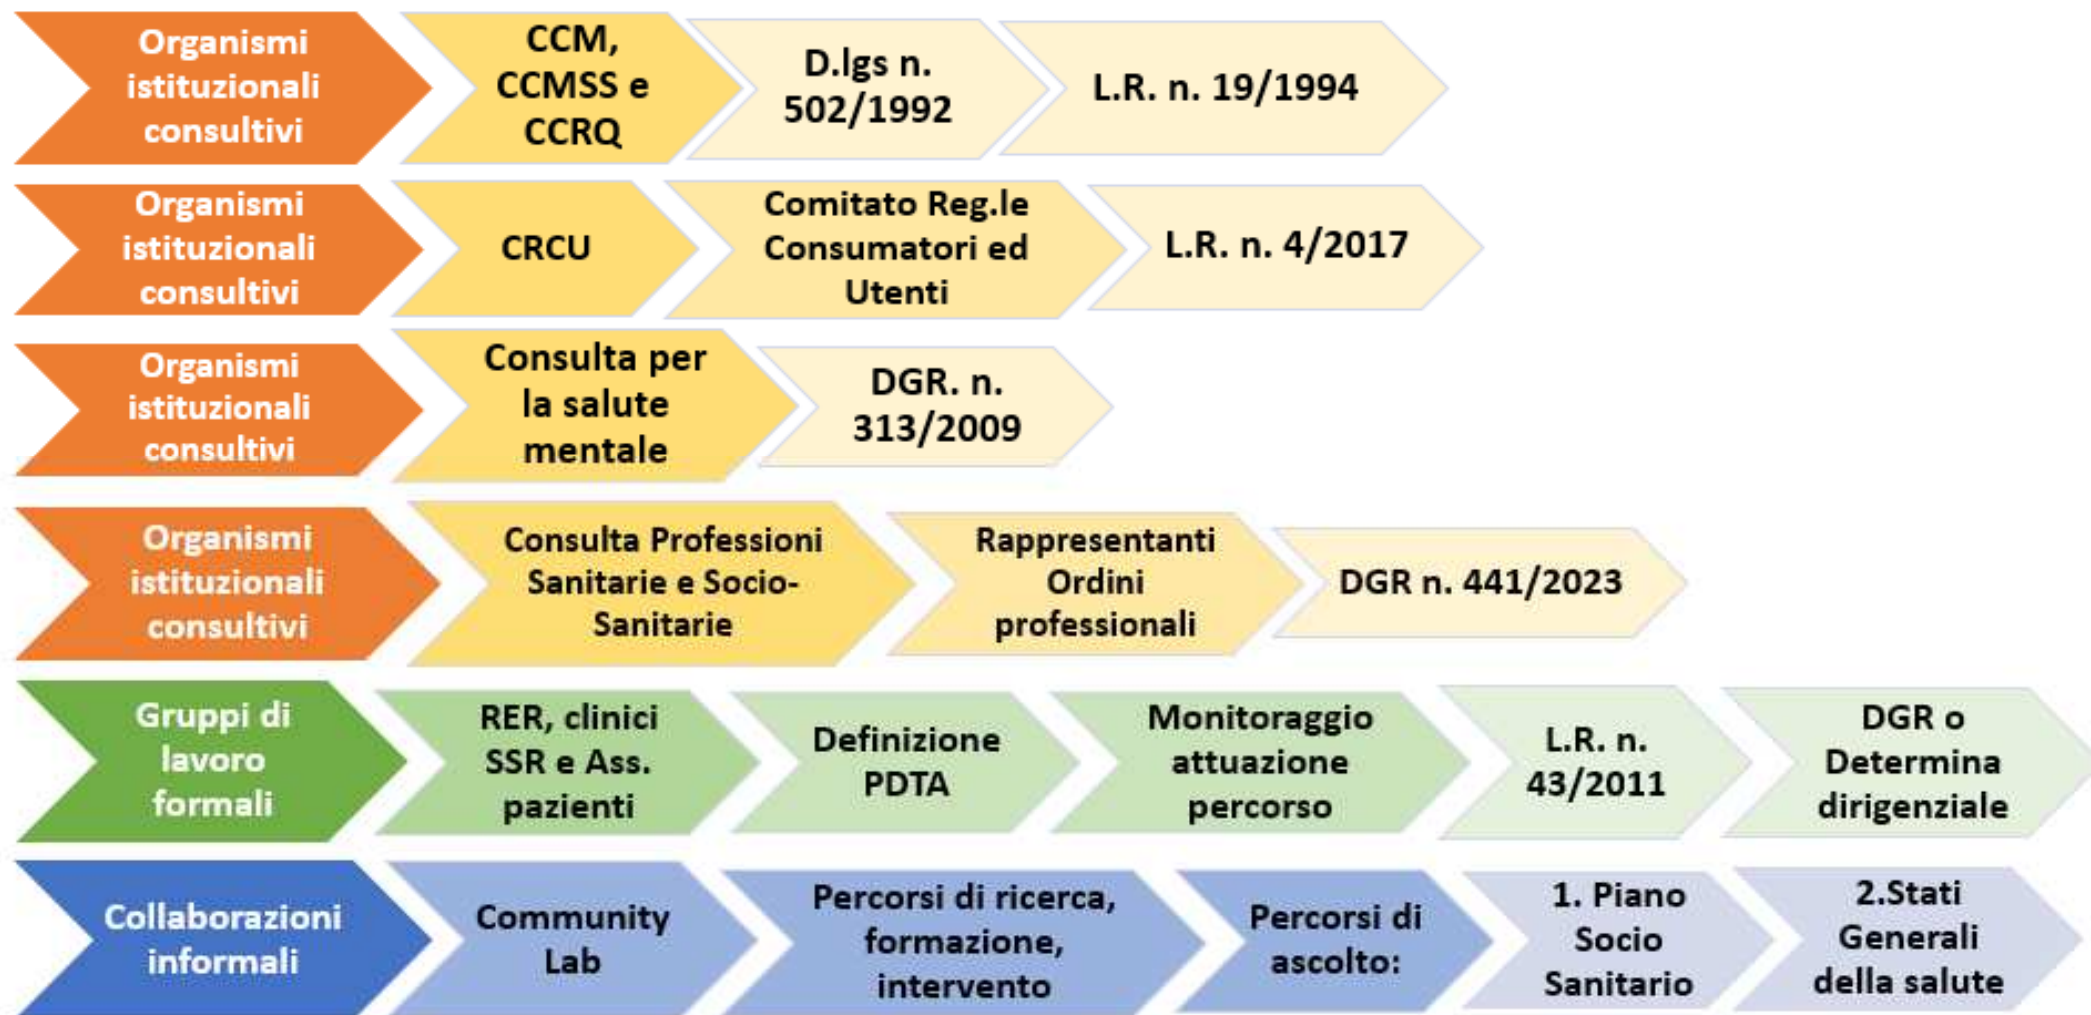 Organismi
istituzionali
consultivi
CCM,
CCMSS e
CCRQ
D.lgs n.
502/1992
L.R. n. 19/1994
Organismi
istituzionali
consultivi
CRCU
Comitato Reg.le
Consumatori ed
Utenti
L.R. n. 4/2017
Organismi
istituzionali
consultivi
Consulta per
la salute
mentale
DGR. n.
313/2009
Organismi
istituzionali
consultivi
Consulta Professioni
Sanitarie e Socio-
Sanitarie
Rappresentanti
Ordini
professionali
DGR n. 441/2023
Gruppi di
lavoro
formali
RER, clinici
SSR e Ass.
pazienti
Definizione
PDTA
Monitoraggio
attuazione
percorso
L.R. n.
43/2011
DGR o
Determina
dirigenziale
Collaborazioni
informali
Community
Lab
Percorsi di ricerca,
formazione,
intervento
Percorsi di
ascolto:
1. Piano
Socio
Sanitario
2.Stati
Generali
della salute